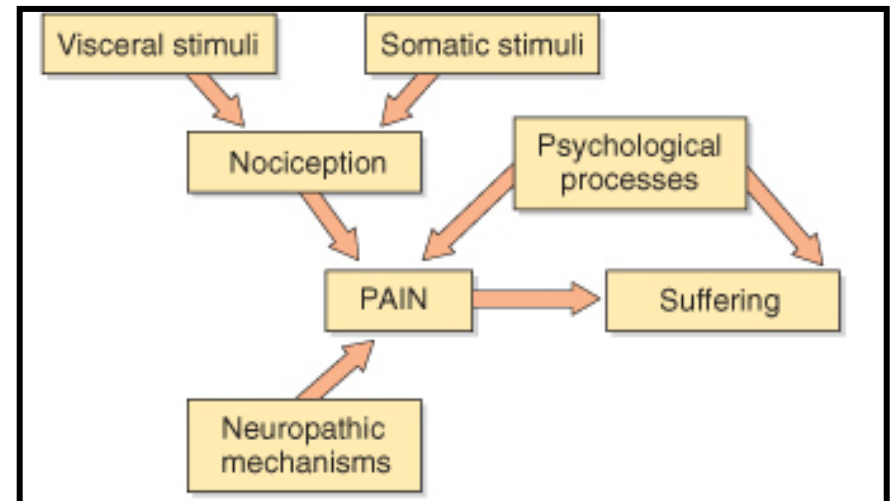 Visceral stimuli
Somatic stimuli
Nociception
Psychological
processes
PAIN
Suffering
Neuropathic
mechanisms